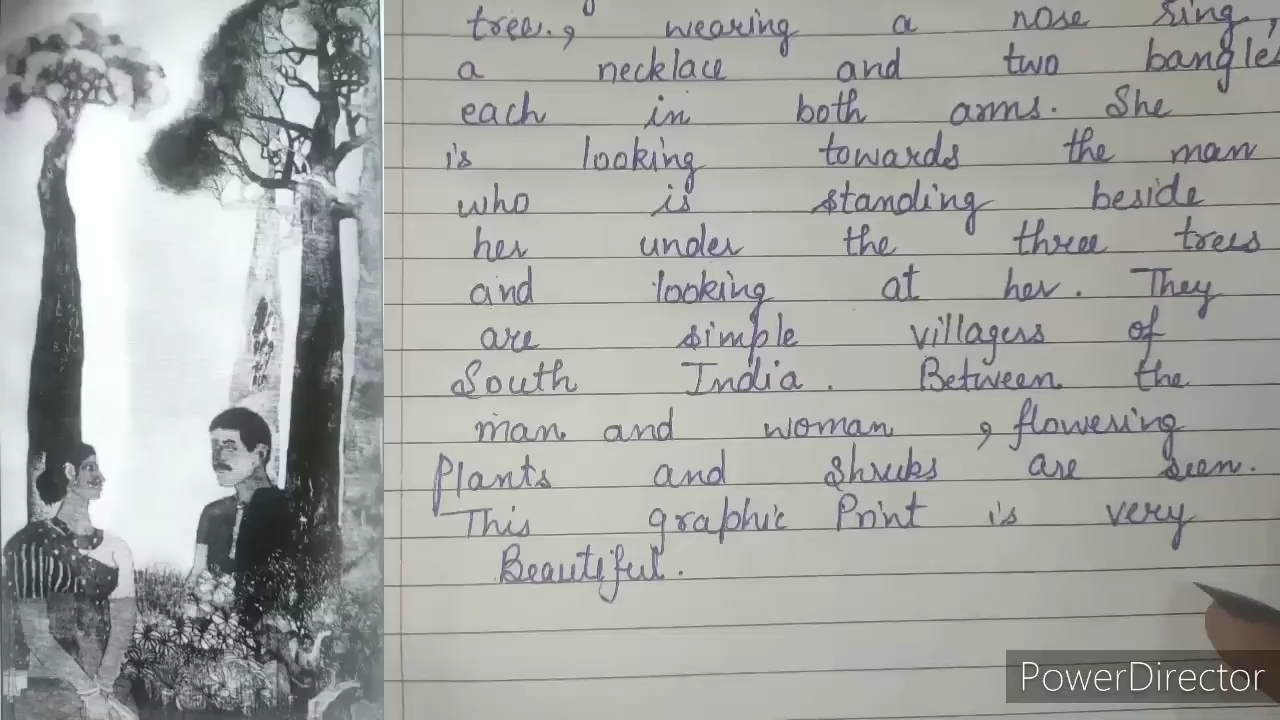 tree., wearing a nose ring,
a necklace and two bangles
each in both arms. She
is looking towards the man
who is standing beside
her under the three trees
and looking at her. They
are simple villagers of
South India. Between the
man and woman, flowering
Plants and Shrubs are seen.
This graphic Print is very
Beautiful.
PowerDirector